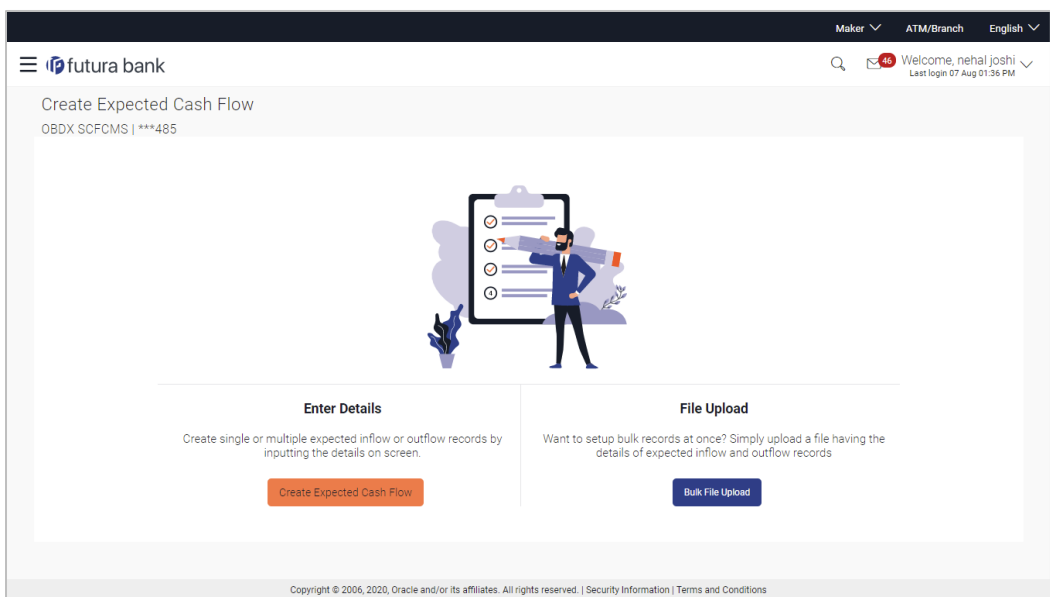 Maker ATM/Branch English
futura bank
46
Welcome, nehal joshi
Last login 07 Aug 01:36 PM
Create Expected Cash Flow
OBDX SCFCMS | ***485
4
Enter Details
Create single or multiple expected inflow or outflow records by
inputting the details on screen.
Create Expected Cash Flow
File Upload
Want to setup bulk records at once? Simply upload a file having the
details of expected inflow and outflow records
Bulk File Upload
Copyright © 2006, 2020, Oracle and/or its affiliates. All rights reserved. | Security Information | Terms and Conditions